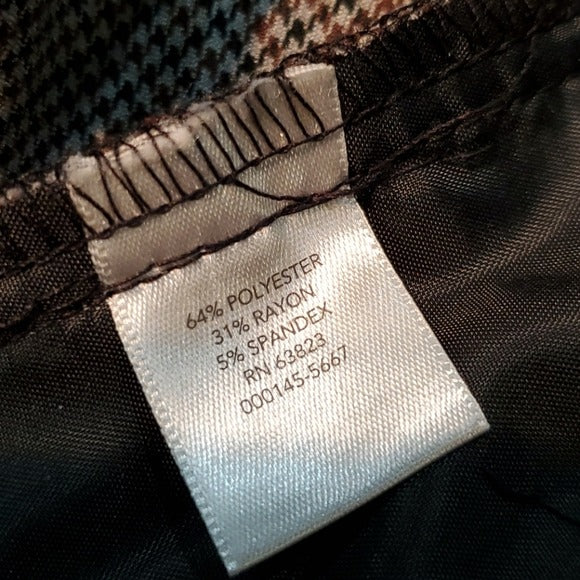 64% POLYESTER
31% RAYON
5% SPANDEX
RN 63823
000145-5667